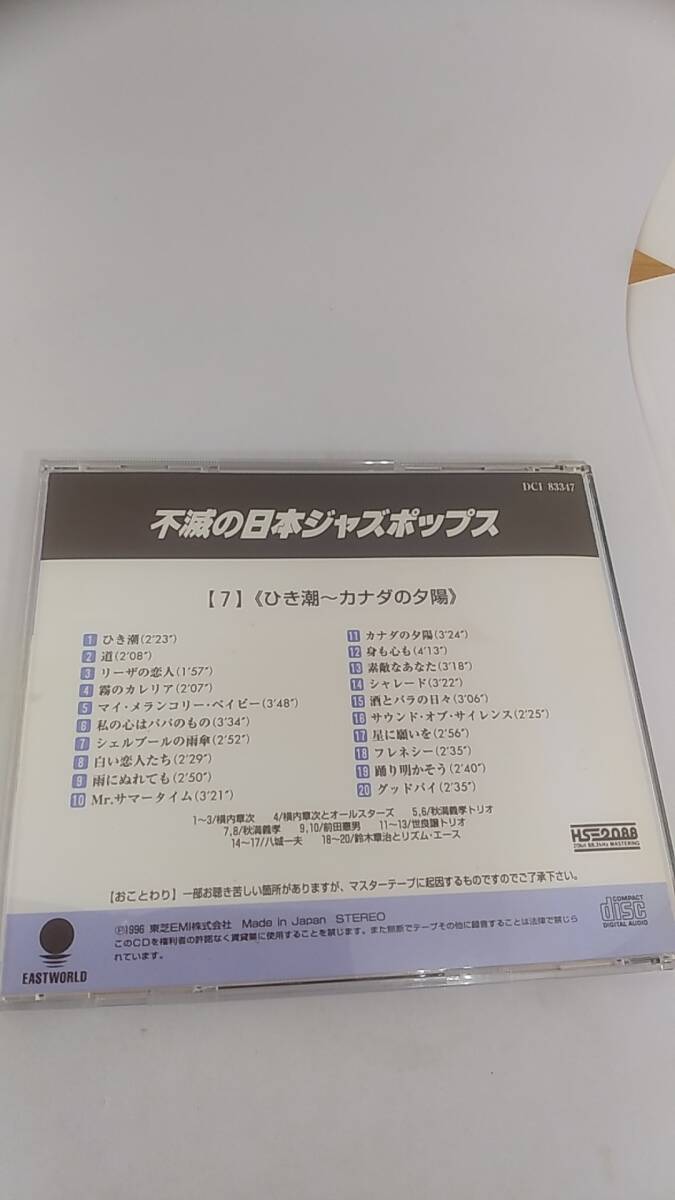 DCI 83347
不滅の日本ジャズポップス
【7】《ひき潮〜カナダの夕陽》
1 ひき潮(2'23")
2 道(2'08")
3 リーザの恋人(1'57")
4 霧のカレリア(2'07")
5 マイ・メランコリー・ベイビー(3'48")
6 私の心はパパのもの(3'34")
7 シェルブールの雨傘(2'52")
8 白い恋人たち(2'29")
9 雨にぬれても(2'50")
10 Mr.サマータイム(3'21")
11 カナダの夕陽(3'24")
12 身も心も(4'13")
13 素敵なあなた(3'18")
14 シャレード(3'22")
15 酒とバラの日々(3'06")
16 サウンド・オブ・サイレンス(2'25")
17 星に願いを(2'56")
18 フレネシー(2'35")
19 踊り明かそう(2'40")
20 グッドバイ(2'35")
1〜3/横内章次 4/横内章次とオールスターズ 5,6/秋満義孝トリオ
7,8/秋満義孝 9,10/前田憲男 11〜13/世良譲トリオ
14〜17/八城一夫 18〜20/鈴木章治とリズム・エース
HS2088
20bit 88.2kHz MASTERING
【おことわり】一部お聴き苦しい箇所がありますが、マスターテープに起因するものですのでご了承下さい。
℗1996 東芝EMI株式会社 Made in Japan STEREO
このCDを権利者の許諾なく賃貸業に使用することを禁じます。また無断でテープその他に録音することは法律で禁じら
れています。
EASTWORLD
COMPACT
disc
DIGITAL AUDIO